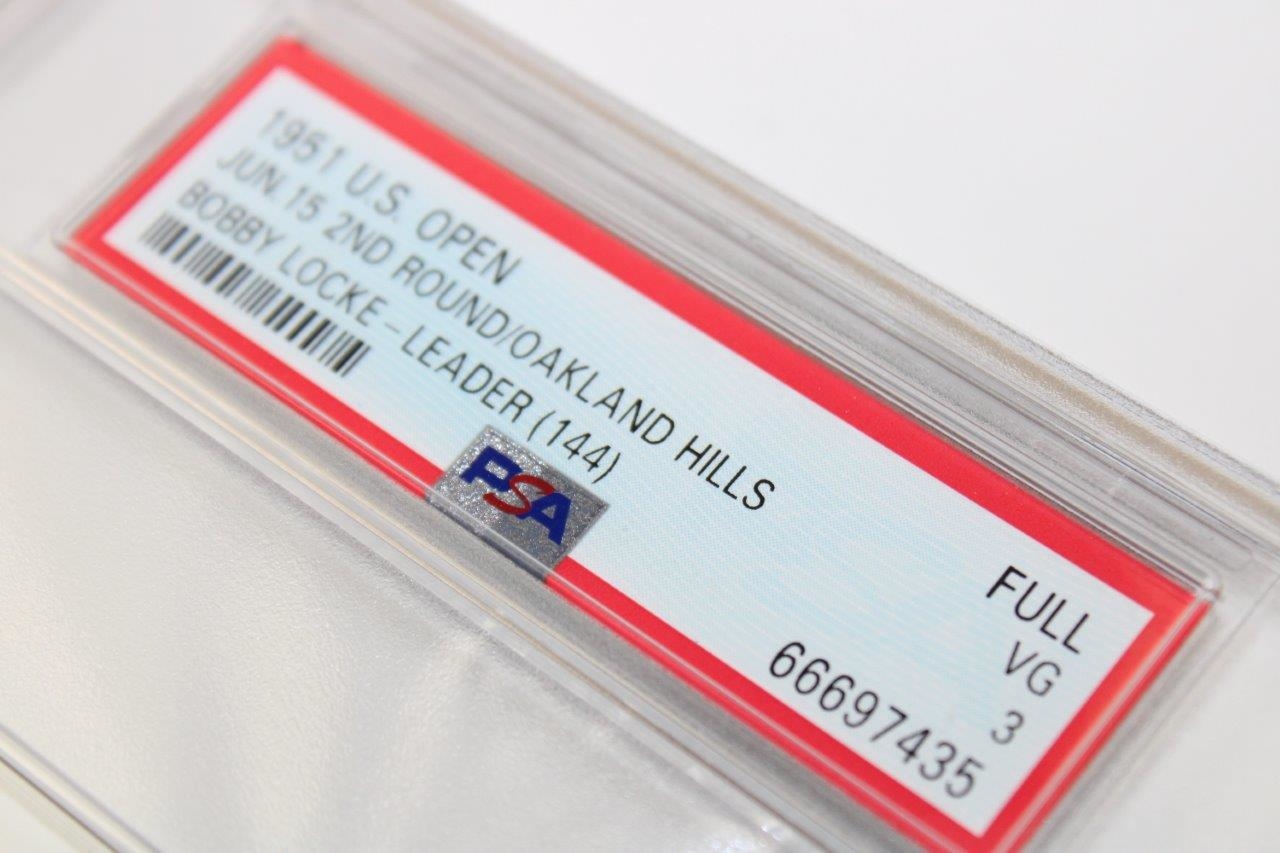 1951 U.S. OPEN
JUN.15 2ND ROUND/OAKLAND HILLS
BOBBY LOCKE-LEADER (144)
PSA
FULL
VG
3
66697435